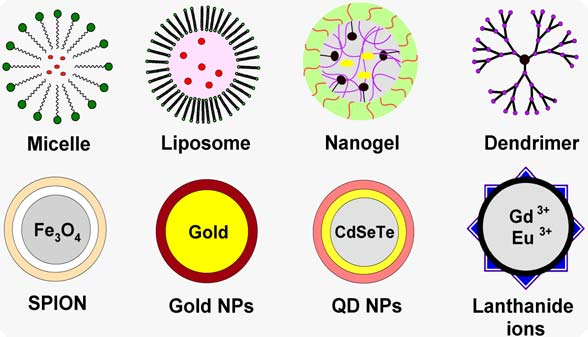 Micelle
Liposome
Nanogel
Dendrimer
Fe₃O₄
Gold
CdSeTe
Gd ³⁺
Eu ³⁺
SPION
Gold NPs
QD NPs
Lanthanide
ions